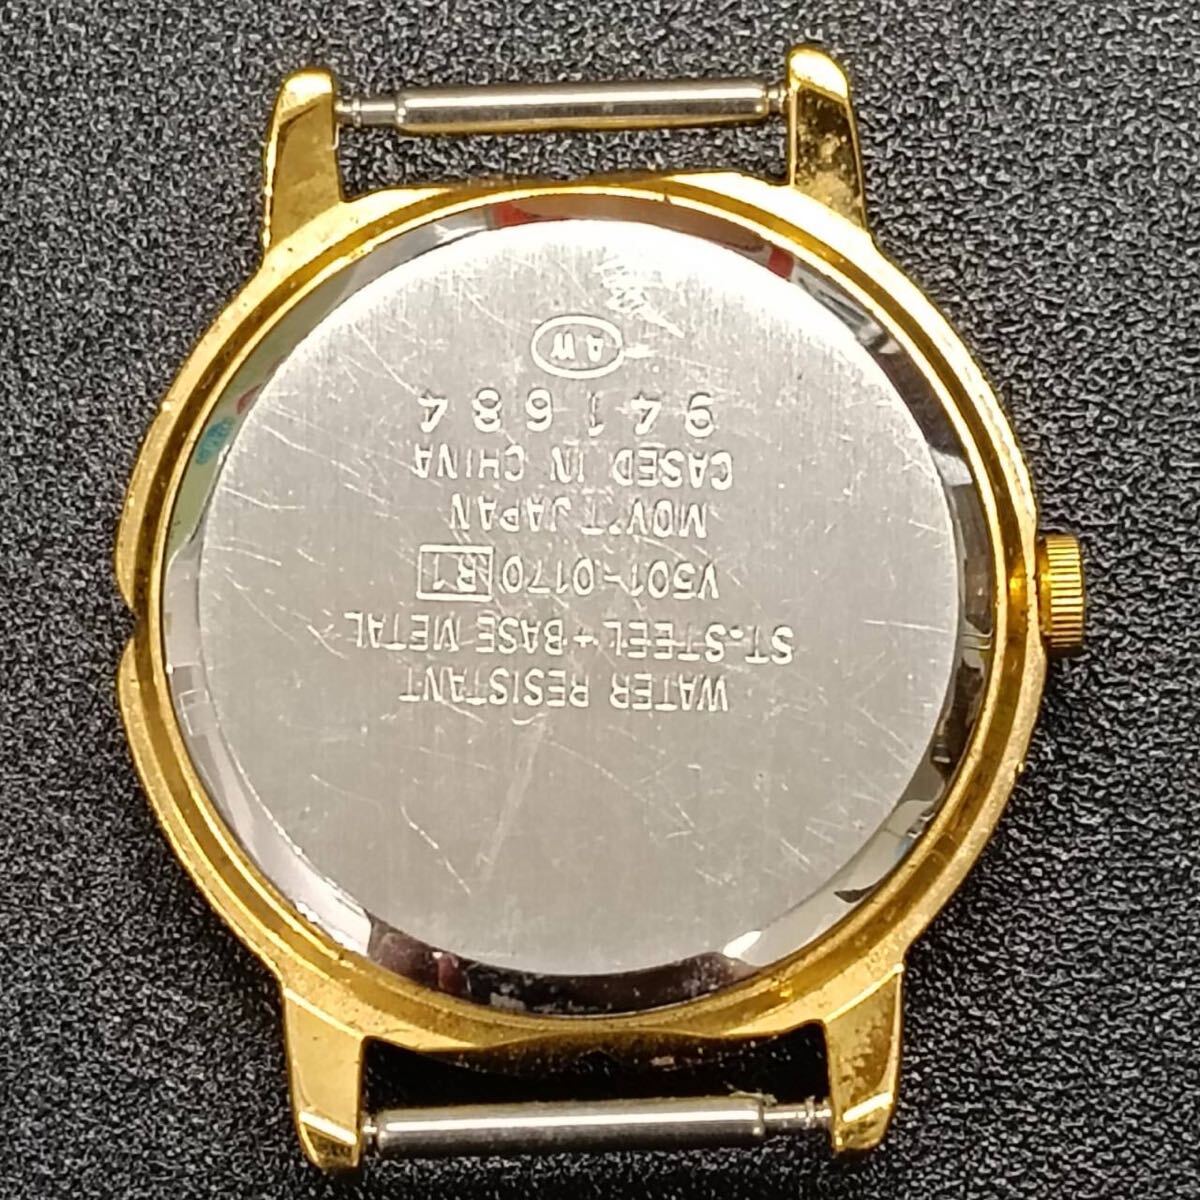 WATER RESISTANT
ST.STEEL+BASE METAL
V501-0170 R1
MOV'T JAPAN
CASED IN CHINA
941684
AW